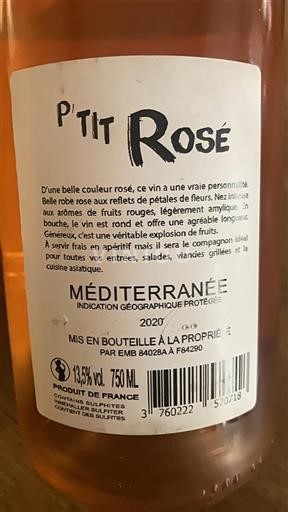 P'TIT ROSÉ
D'une belle couleur rosé, ce vin a une vraie personnalité.
Belle robe rose aux reflets de pétales de fleurs. Nez intense
aux arômes de fruits rouges, légèrement amylique. En
bouche, le vin est rond et offre une agréable longueur.
Généreux, c'est une véritable explosion de fruits.
À servir frais en apéritif mais il sera le compagnon idéal
pour toutes vos entrées, salades, viandes grillées et la
cuisine asiatique.
MÉDITERRANÉE
INDICATION GÉOGRAPHIQUE PROTÉGÉE
2020
MIS EN BOUTEILLE À LA PROPRIÉTÉ
PAR EMB 84028A À F84290
13,5% vol. 750 ML
PRODUIT DE FRANCE
CONTAINS SULPHITES
INNEHALLER SULFITER
CONTIENT DES SULFITES
3 760222 570718